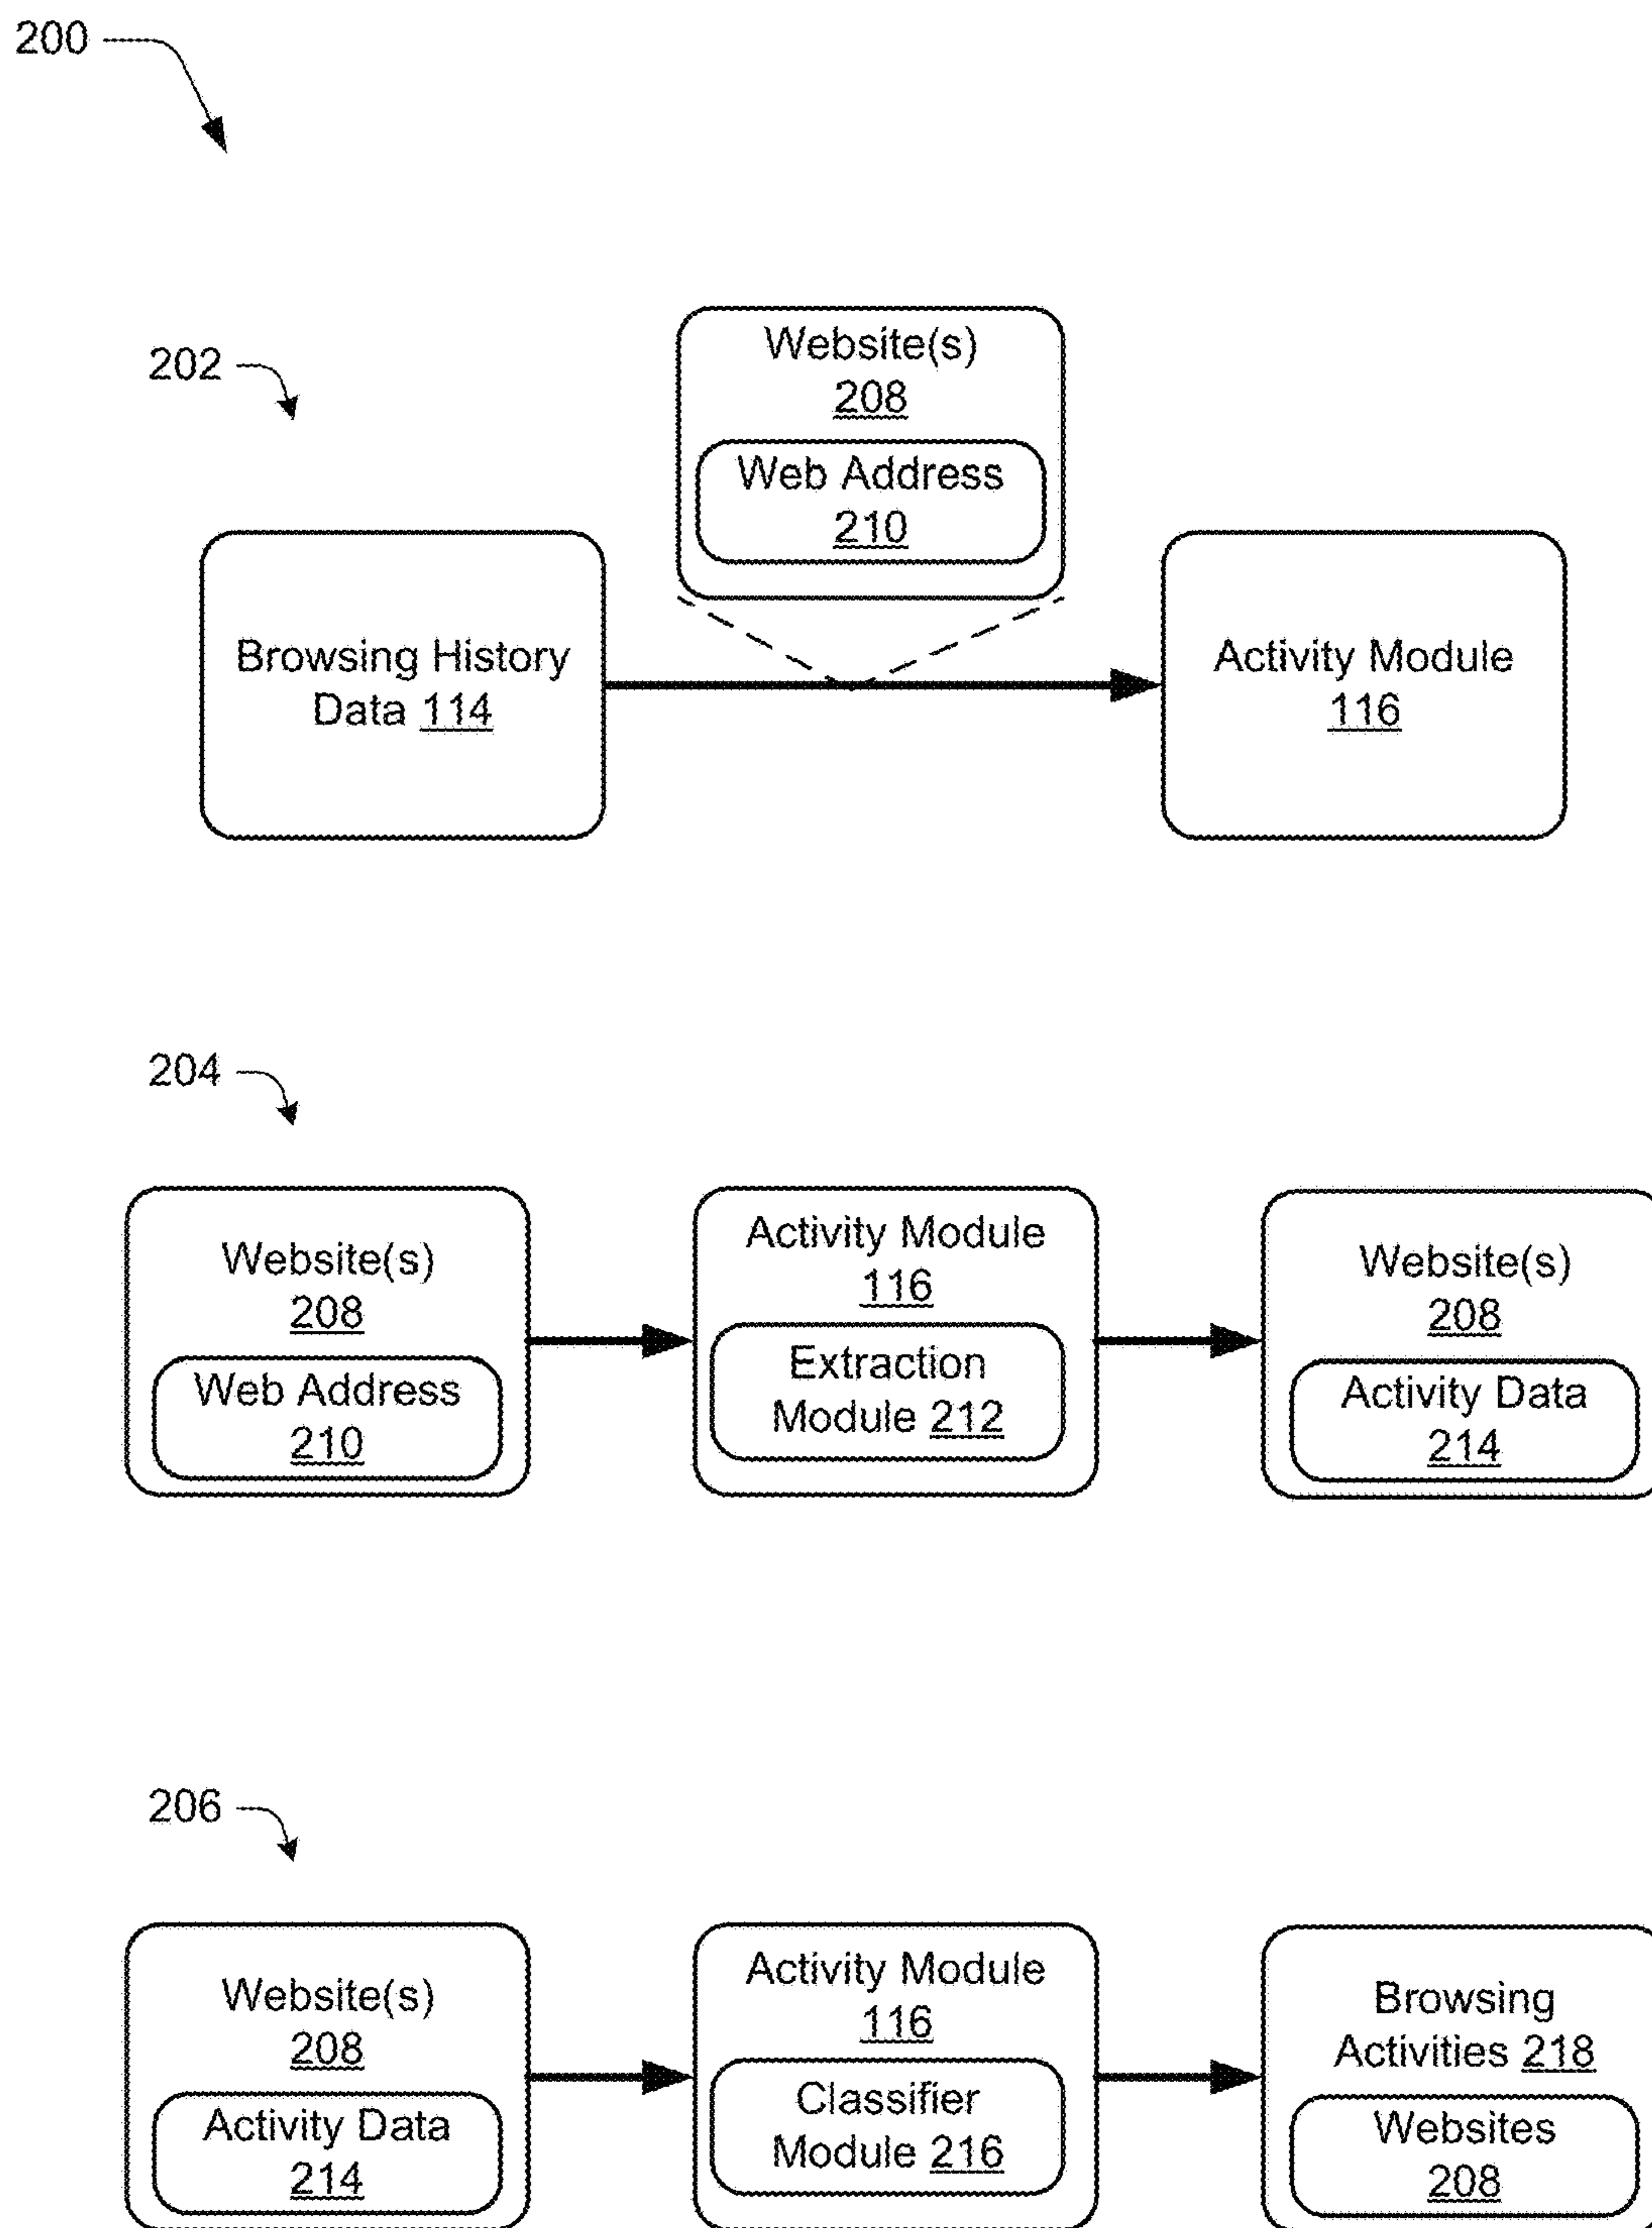 200
202
Website(s)
208
Web Address
210
Browsing History
Data 114
Activity Module
116
204
Website(s)
208
Web Address
210
Activity Module
116
Extraction
Module 212
Website(s)
208
Activity Data
214
206
Website(s)
208
Activity Data
214
Activity Module
116
Classifier
Module 216
Browsing
Activities 218
Websites
208